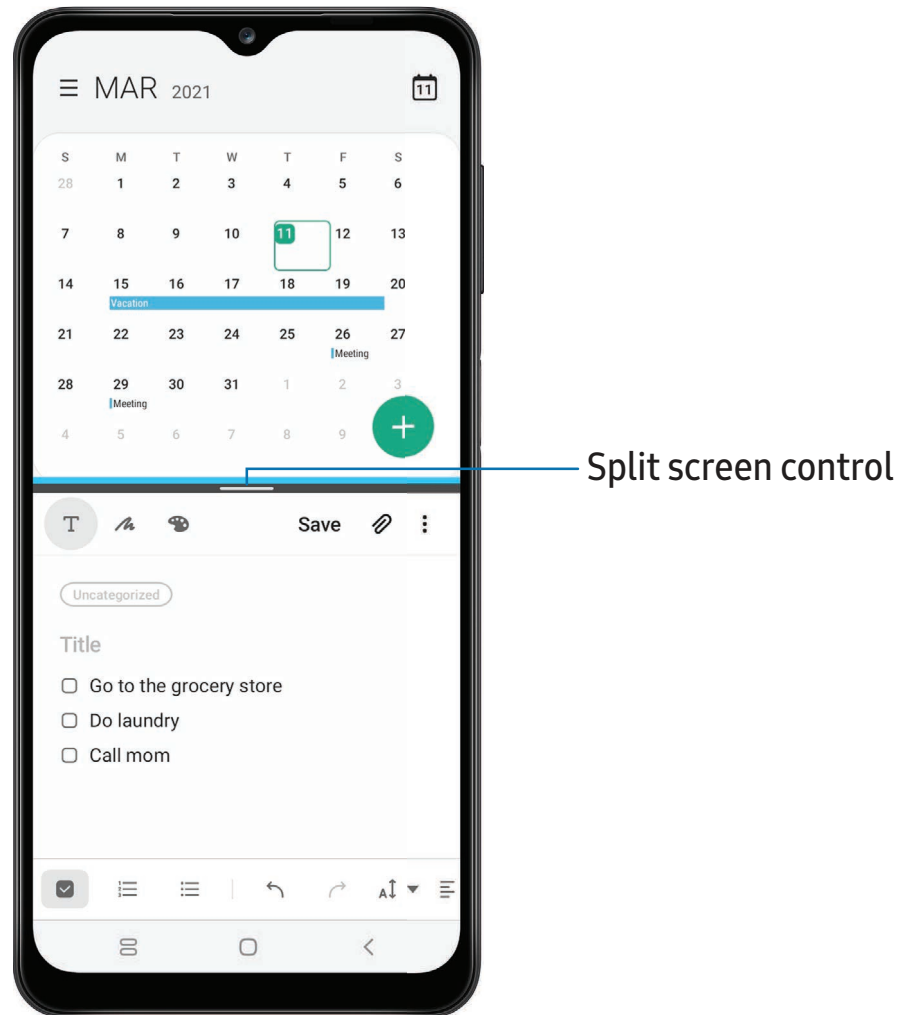 MAR 2021
11
S M T W T F S
28 1 2 3 4 5 6
7 8 9 10 11 12 13
14 15 16 17 18 19 20
Vacation
21 22 23 24 25 26 27
Meeting
28 29 30 31 1 2 3
Meeting
4 5 6 7 8 9
Split screen control
T Save
Uncategorized
Title
Go to the grocery store
Do laundry
Call mom
A